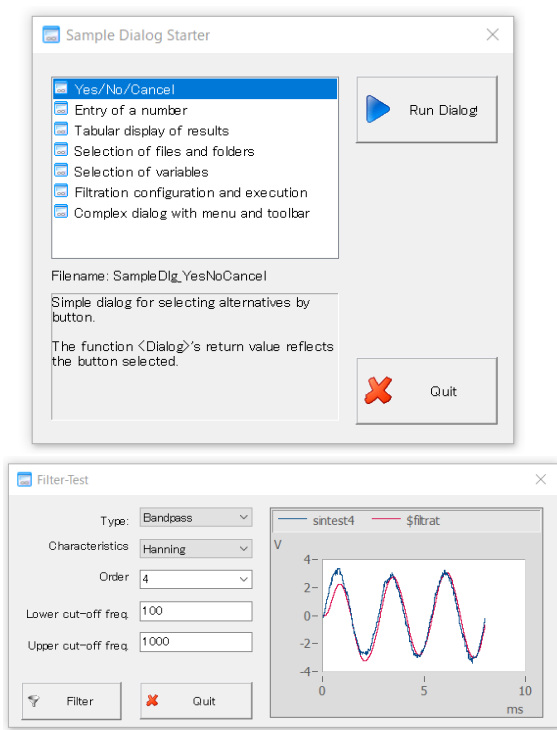 Sample Dialog Starter
Yes/No/Cancel
Entry of a number
Tabular display of results
Selection of files and folders
Selection of variables
Filtration configuration and execution
Complex dialog with menu and toolbar
Run Dialog!
Filename: SampleDlg_YesNoCancel
Simple dialog for selecting alternatives by
button.
The function <Dialog>'s return value reflects
the button selected.
Quit
Filter-Test
Type: Bandpass
Characteristics Hanning
Order 4
Lower cut-off freq. 100
Upper cut-off freq. 1000
Filter
Quit
sintest4 $filtrat
V
4
2
0
-2
-4
0 5 10
ms